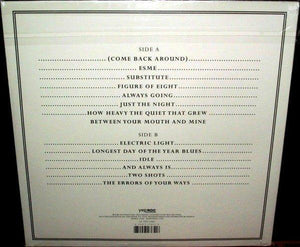 SIDE A
(COME BACK AROUND)
ESME
SUBSTITUTE
FIGURE OF EIGHT
ALWAYS GOING
JUST THE NIGHT
HOW HEAVY THE QUIET THAT GREW
BETWEEN YOUR MOUTH AND MINE
SIDE B
ELECTRIC LIGHT
LONGEST DAY OF THE YEAR BLUES
IDLE
AND ALWAYS IS
TWO SHOTS
THE ERRORS OF YOUR WAYS